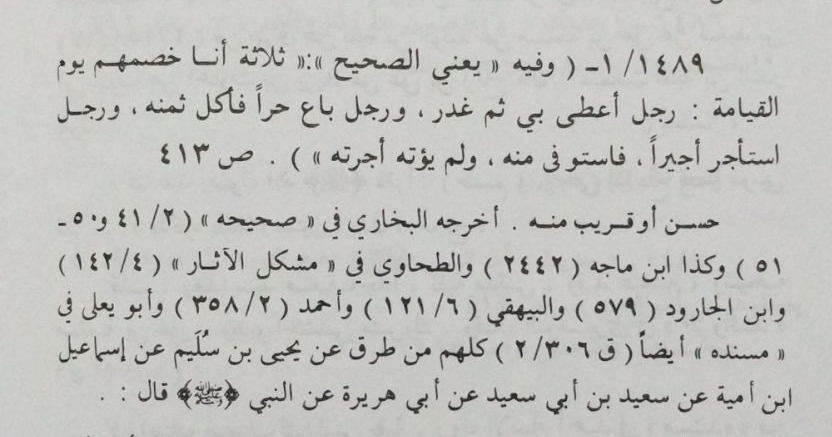 ١/١٤٨٩ـ ( وفيه « يعني الصحيح »:« ثلاثة أنا خصمهم يوم
القيامة : رجل أعطى بي ثم غدر ، ورجل باع حراً فأكل ثمنه ، ورجل
استأجر أجيراً ، فاستوفى منه ، ولم يؤته أجرته » ) . ص ٤١٣
حسن أو قريب منه . أخرجه البخاري في « صحيحه » ( ٢/ ٤١ و٥٠ـ
٥١ ) وكذا ابن ماجه ( ٢٤٤٢ ) والطحاوي في « مشكل الآثار » ( ٤/ ١٤٢ )
وابن الجارود ( ٥٧٩ ) والبيهقي ( ٦/ ١٢١ ) وأحمد ( ٢/ ٣٥٨ ) وأبو يعلى في
« مسنده » أيضاً ( ق ٣٠٦/ ٢ ) كلهم من طرق عن يحيى بن سُلَيم عن إسماعيل
ابن أمية عن سعيد بن أبي سعيد عن أبي هريرة عن النبي ﴿ﷺ﴾ قال : .